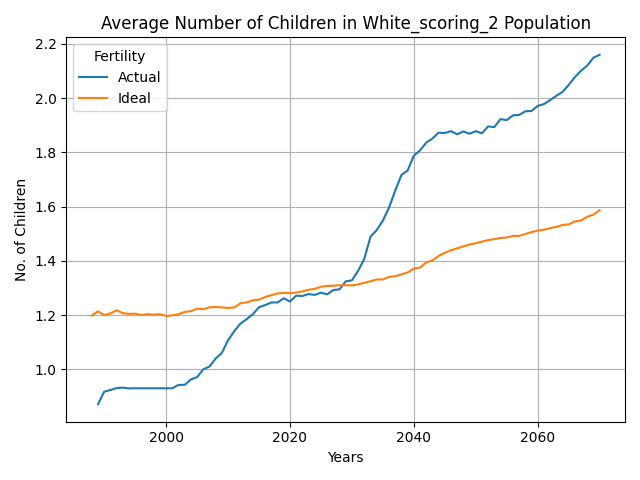 Average Number of Children in White_scoring_2 Population
Fertility
Actual
Ideal
No. of Children
2.2
2.0
1.8
1.6
1.4
1.2
1.0
2000
2020
2040
2060
Years